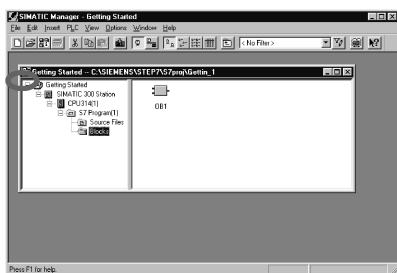 SIMATIC Manager - Getting Started
File Edit Insert PLC View Options Window Help
< No Filter >
Getting Started -- C:\SIEMENS\STEP7\S7proj\Gettin_1
Getting Started
SIMATIC 300 Station
CPU314(1)
S7 Program(1)
Source Files
Blocks
OB1
Press F1 for help.